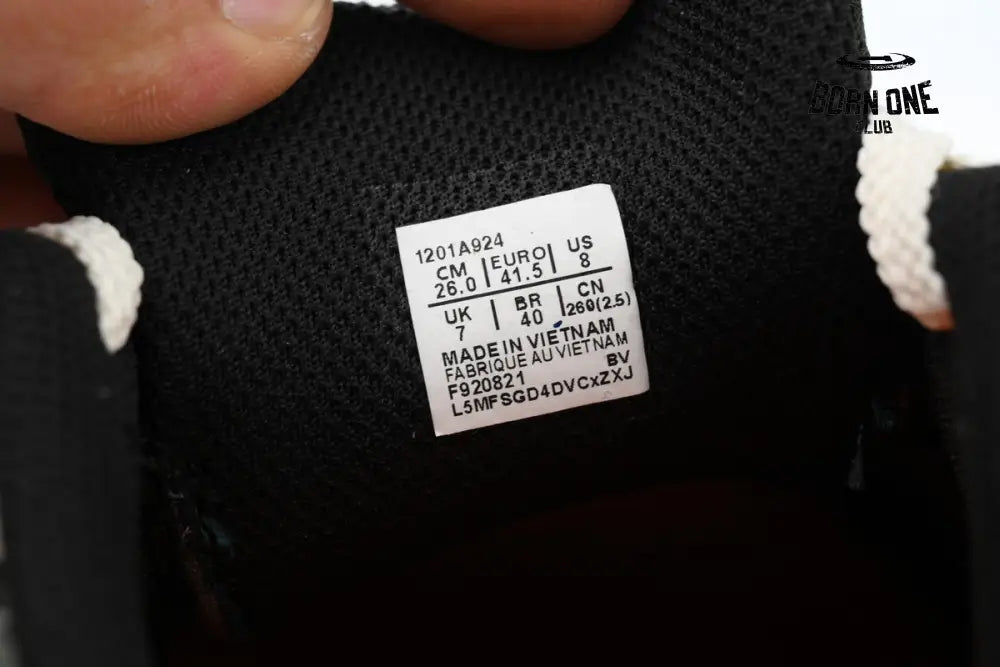 BORN ONE
CLUB
1201A924
CM | EURO | US
26.0 | 41.5 | 8
UK | BR | CN
7 | 40 | 260(2.5)
MADE IN VIETNAM
FABRIQUE AU VIETNAM
F920821 BV
L5MFSGD4DVCxZXJ